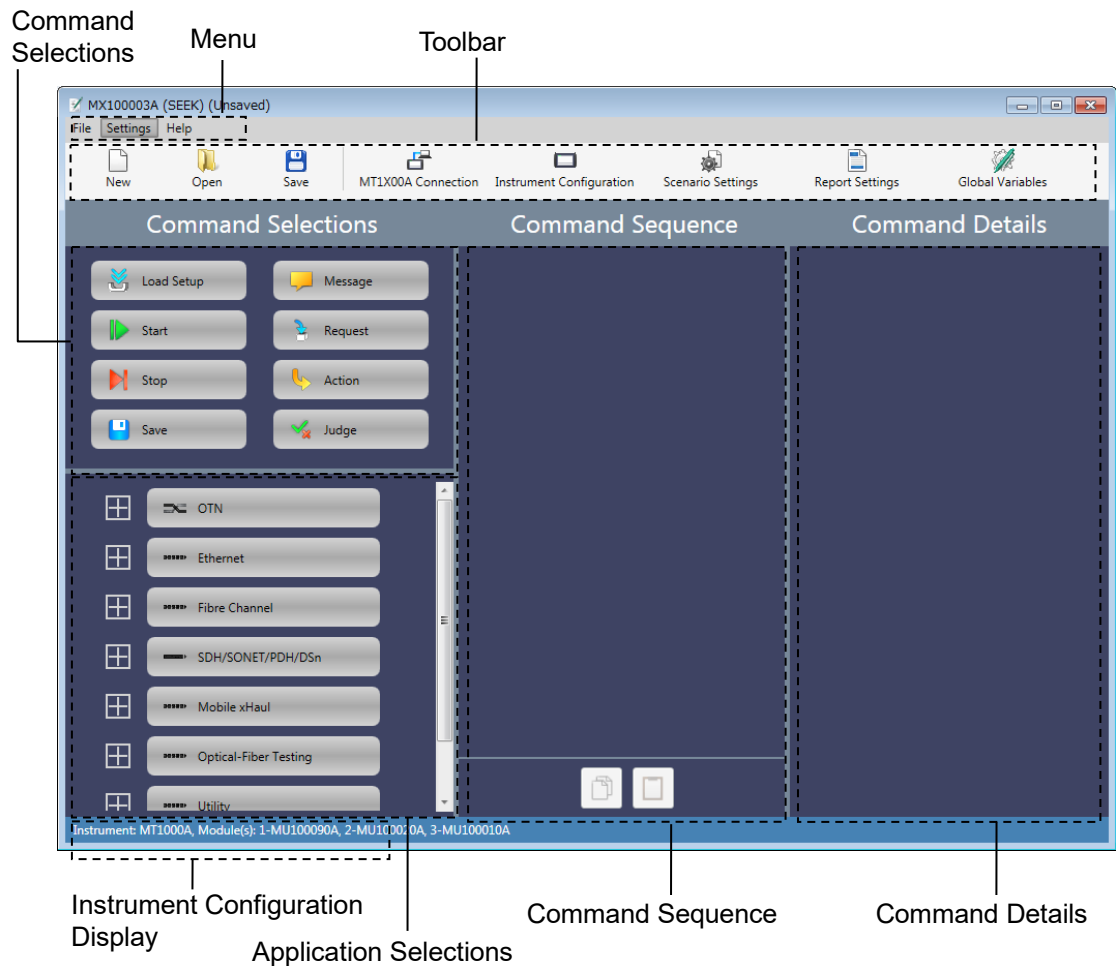 Command
Selections
Menu
Toolbar
MX100003A (SEEK) (Unsaved)
File Settings Help
New Open Save MT1X00A Connection Instrument Configuration Scenario Settings Report Settings Global Variables
Command Selections Command Sequence Command Details
Load Setup Message
Start Request
Stop Action
Save Judge
OTN
Ethernet
Fibre Channel
SDH/SONET/PDH/DSn
Mobile xHaul
Optical-Fiber Testing
Utility
Instrument: MT1000A, Module(s): 1-MU100090A, 2-MU100020A, 3-MU100010A
Instrument Configuration
Display
Application Selections
Command Sequence
Command Details